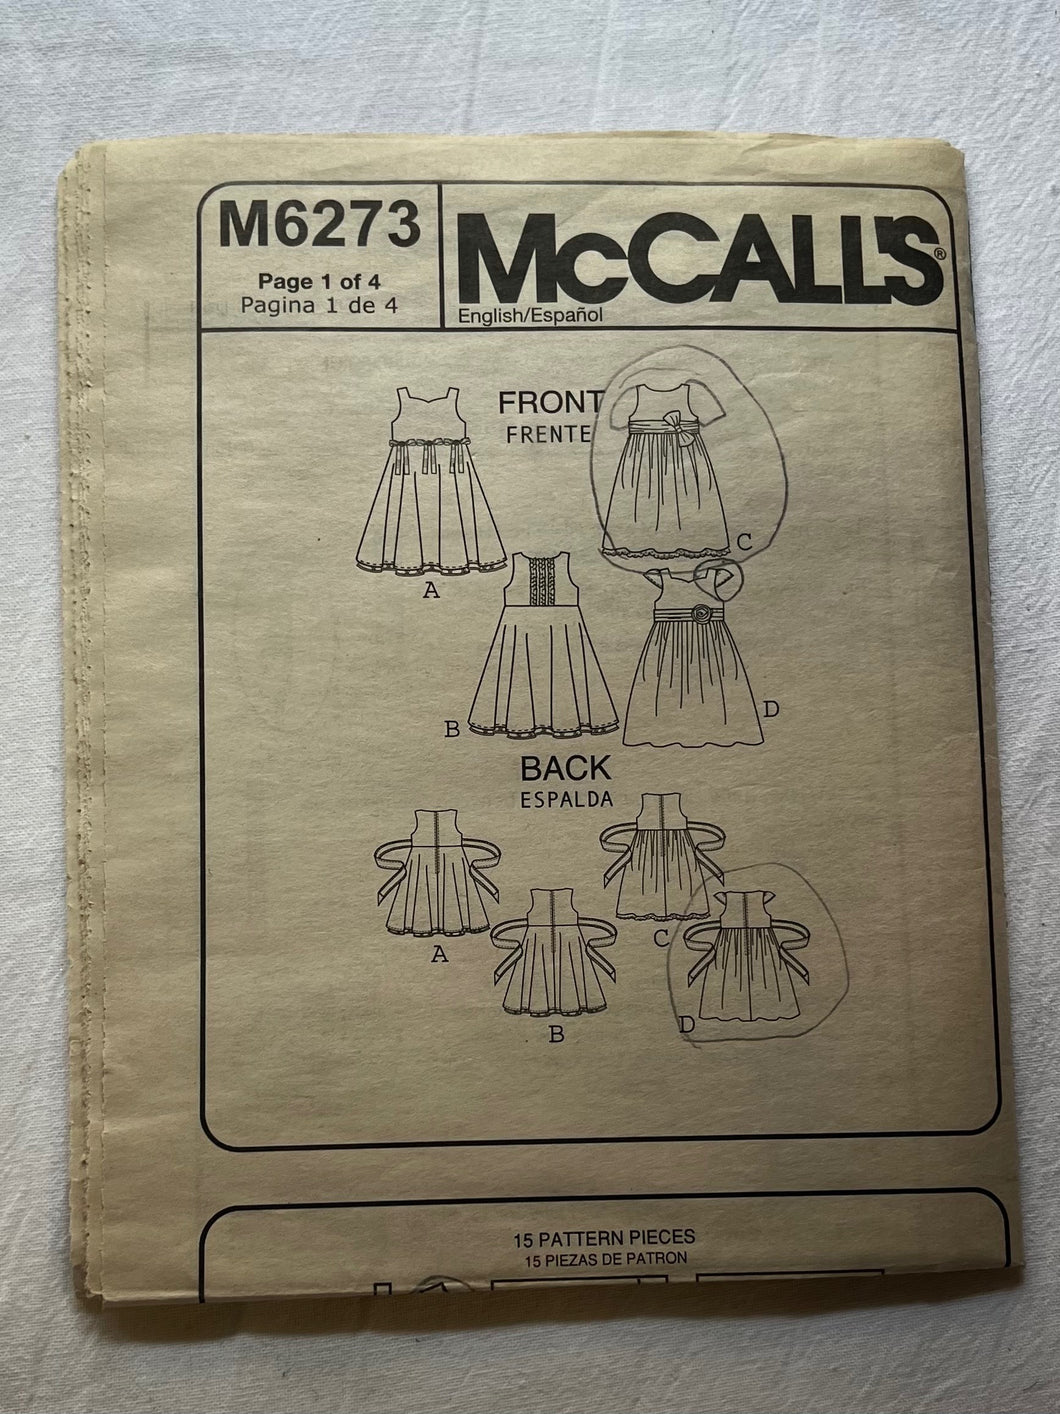 M6273
Page 1 of 4
Pagina 1 de 4
McCALL'S®
English/Español
FRONT
FRENTE
C
A
B
D
BACK
ESPALDA
A
C
B
D
15 PATTERN PIECES
15 PIEZAS DE PATRON